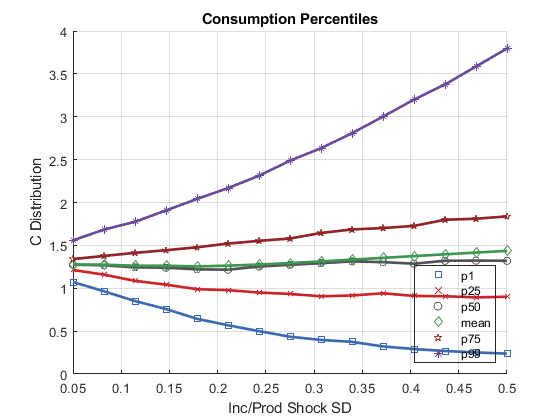 Consumption Percentiles
4
3.5
3
2.5
2
1.5
1
0.5
0
C Distribution
p1
p25
p50
mean
p75
p99
0.05 0.1 0.15 0.2 0.25 0.3 0.35 0.4 0.45 0.5
Inc/Prod Shock SD